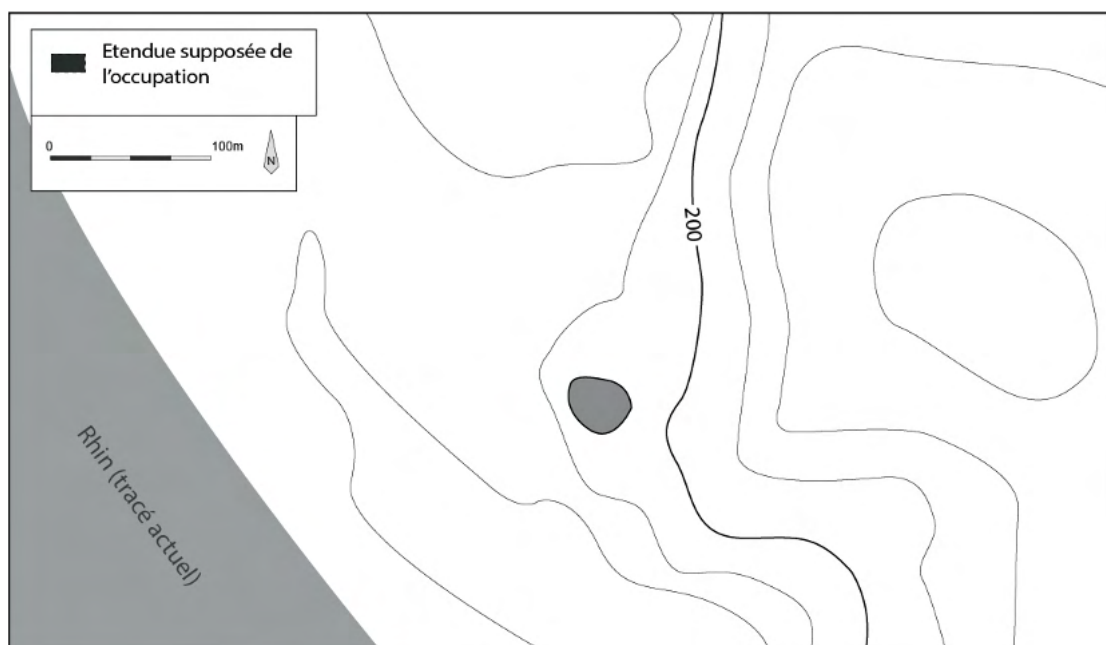 Etendue supposée de
l'occupation
0 100m
N
200
Rhin (tracé actuel)